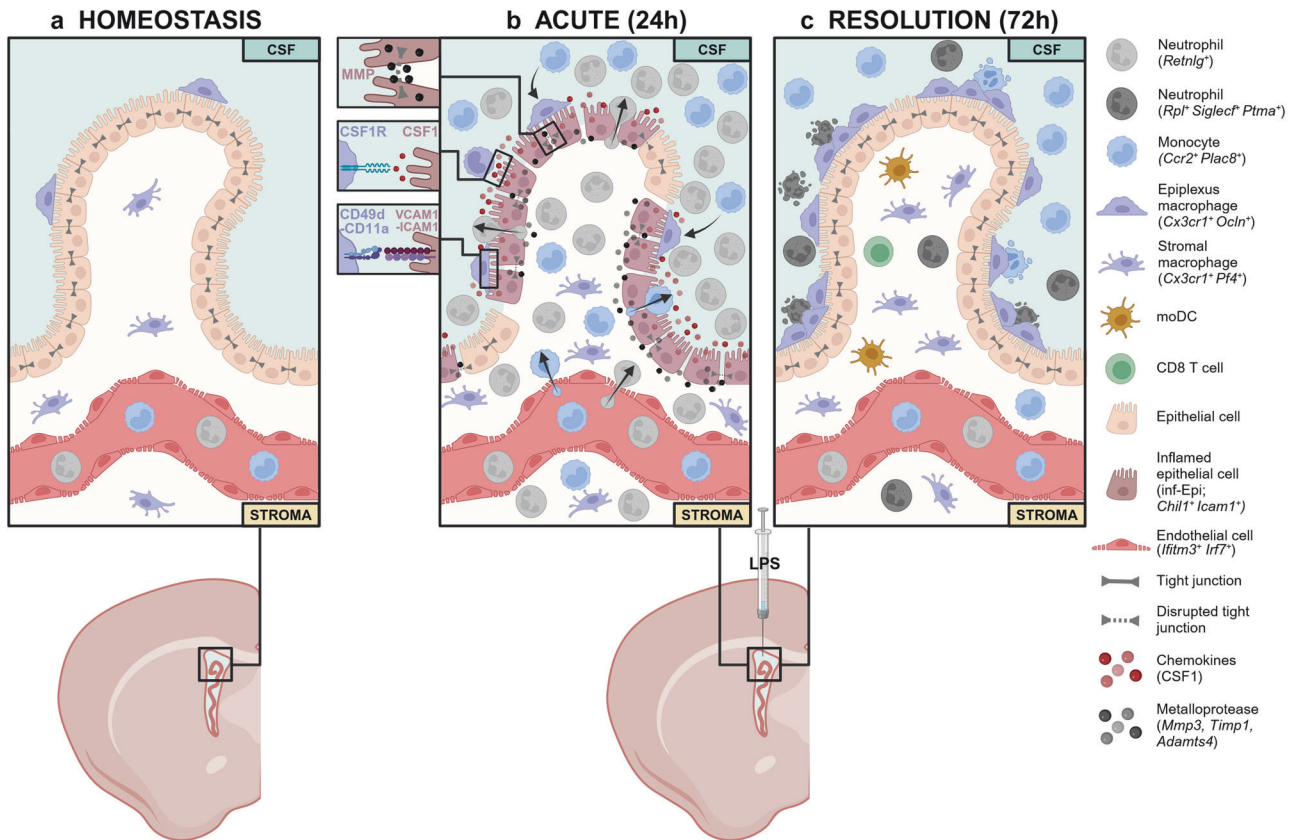 a HOMEOSTASIS
CSF
STROMA
b ACUTE (24h)
MMP
CSF1R CSF1
CD49d VCAM1
-CD11a -ICAM1
CSF
STROMA
LPS
c RESOLUTION (72h)
CSF
STROMA
Neutrophil
(Retnlg⁺)
Neutrophil
(Rpl⁺ Siglecf⁺ Ptma⁺)
Monocyte
(Ccr2⁺ Plac8⁺)
Epiplexus
macrophage
(Cx3cr1⁺ Ocln⁺)
Stromal
macrophage
(Cx3cr1⁺ Pf4⁺)
moDC
CD8 T cell
Epithelial cell
Inflamed
epithelial cell
(inf-Epi;
Chil1⁺ Icam1⁺)
Endothelial cell
(Ifitm3⁺ Irf7⁺)
Tight junction
Disrupted tight
junction
Chemokines
(CSF1)
Metalloprotease
(Mmp3, Timp1,
Adamts4)